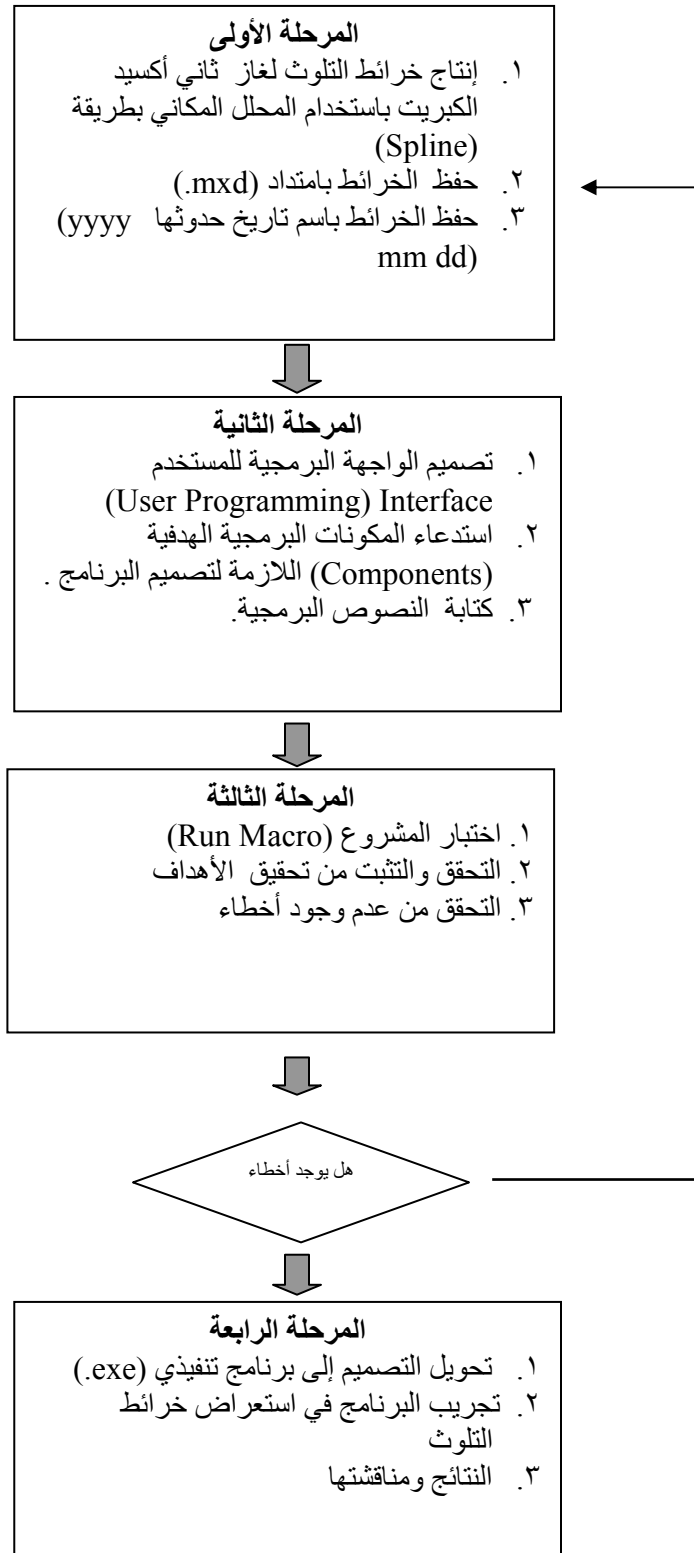 المرحلة الأولى
١. إنتاج خرائط التلوث لغاز ثاني أكسيد
الكبريت باستخدام المحلل المكاني بطريقة
(Spline)
٢. حفظ الخرائط بامتداد (mxd.)
٣. حفظ الخرائط باسم تاريخ حدوثها (yyyy
mm dd)
المرحلة الثانية
١. تصميم الواجهة البرمجية للمستخدم
(User Programming) Interface
٢. استدعاء المكونات البرمجية الهدفية
(Components) اللازمة لتصميم البرنامج .
٣. كتابة النصوص البرمجية.
المرحلة الثالثة
١. اختبار المشروع (Run Macro)
٢. التحقق والتثبت من تحقيق الأهداف
٣. التحقق من عدم وجود أخطاء
هل يوجد أخطاء
المرحلة الرابعة
١. تحويل التصميم إلى برنامج تنفيذي (exe.)
٢. تجريب البرنامج في استعراض خرائط
التلوث
٣. النتائج ومناقشتها